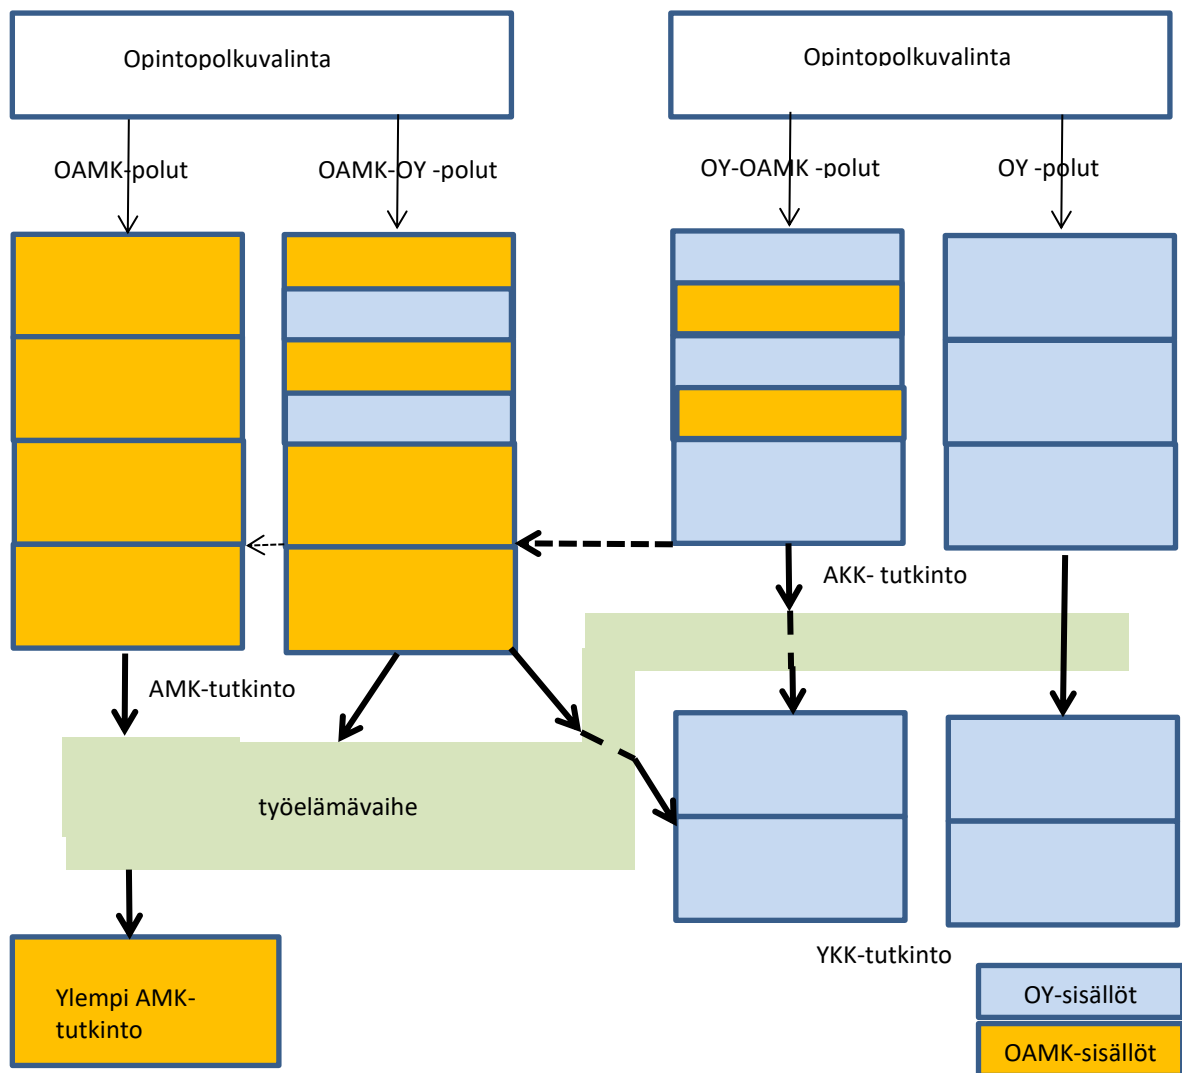 Opintopolkuvalinta
Opintopolkuvalinta
OAMK-polut
OAMK-OY -polut
OY-OAMK -polut
OY -polut
AKK- tutkinto
AMK-tutkinto
työelämävaihe
YKK-tutkinto
Ylempi AMK-
tutkinto
OY-sisällöt
OAMK-sisällöt